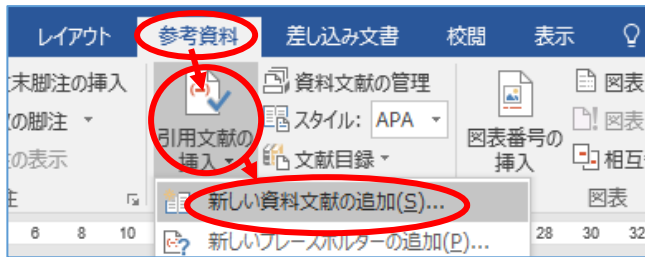 レイアウト 参考資料 差し込み文書 校閲 表示
文末脚注の挿入 資料文献の管理 図表
の脚注 スタイル: APA 図表
引用文献の挿入 図表番号の挿入
の表示 文献目録 相互
新しい資料文献の追加(S)... 図表
6 8 10 28 30 32
新しいプレースホルダーの追加(P)...